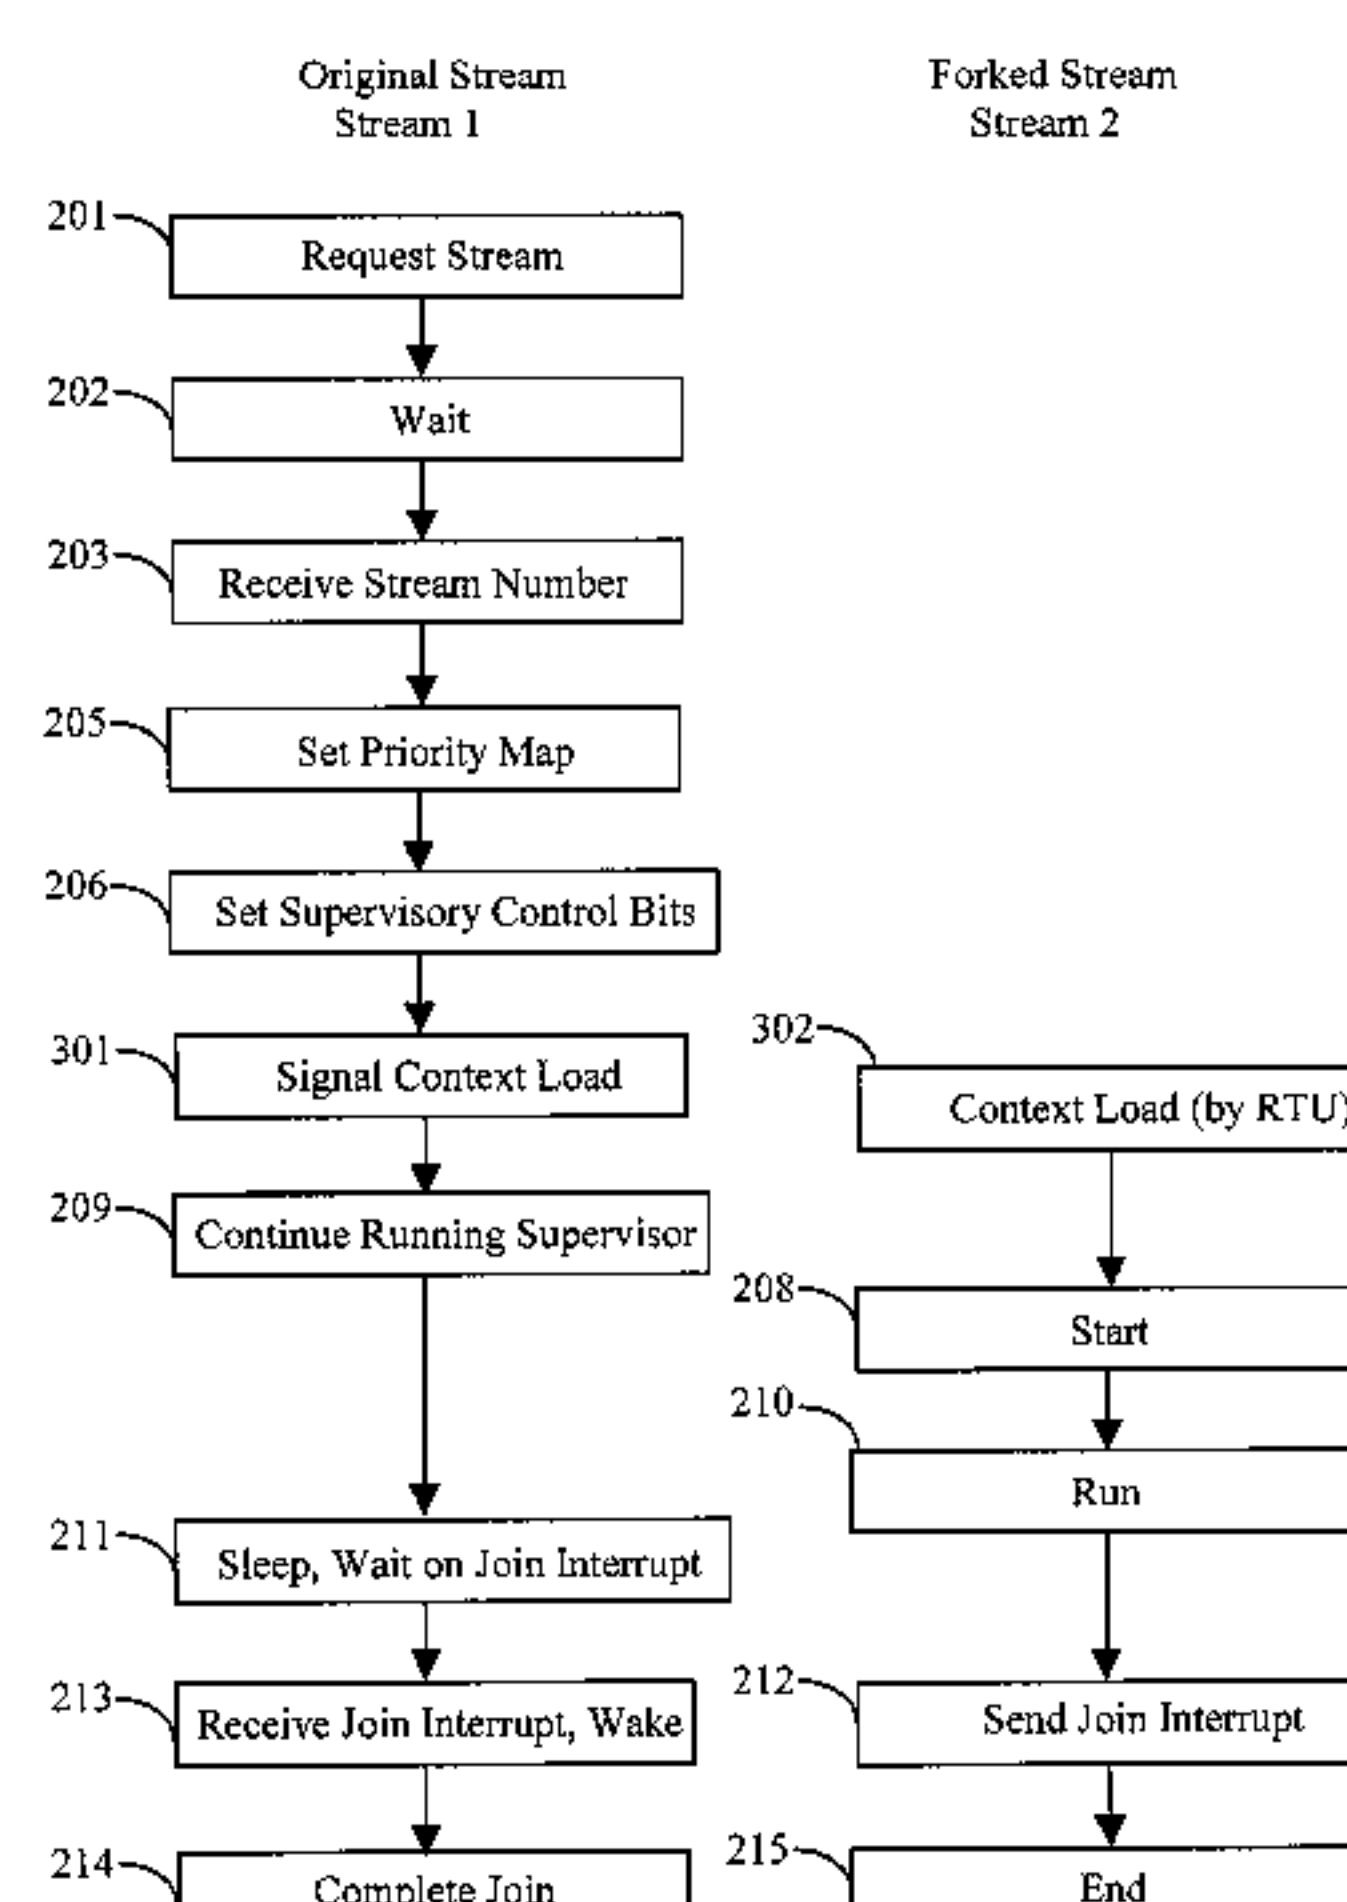 Original Stream
Stream 1
Forked Stream
Stream 2
201
Request Stream
202
Wait
203
Receive Stream Number
205
Set Priority Map
206
Set Supervisory Control Bits
301
Signal Context Load
302
Context Load (by RTU)
209
Continue Running Supervisor
208
Start
210
Run
211
Sleep, Wait on Join Interrupt
213
Receive Join Interrupt, Wake
212
Send Join Interrupt
214
Complete Join
215
End